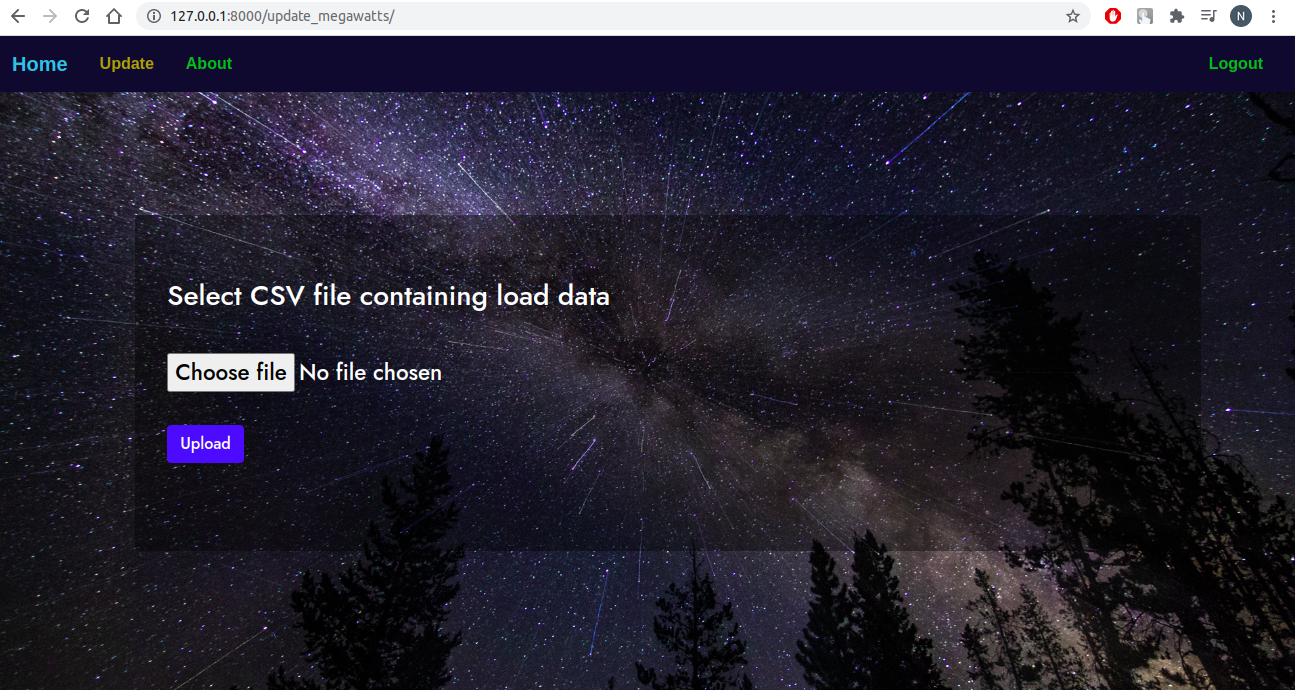 127.0.0.1:8000/update_megawatts/
N
Home Update About Logout
Select CSV file containing load data
Choose file No file chosen
Upload